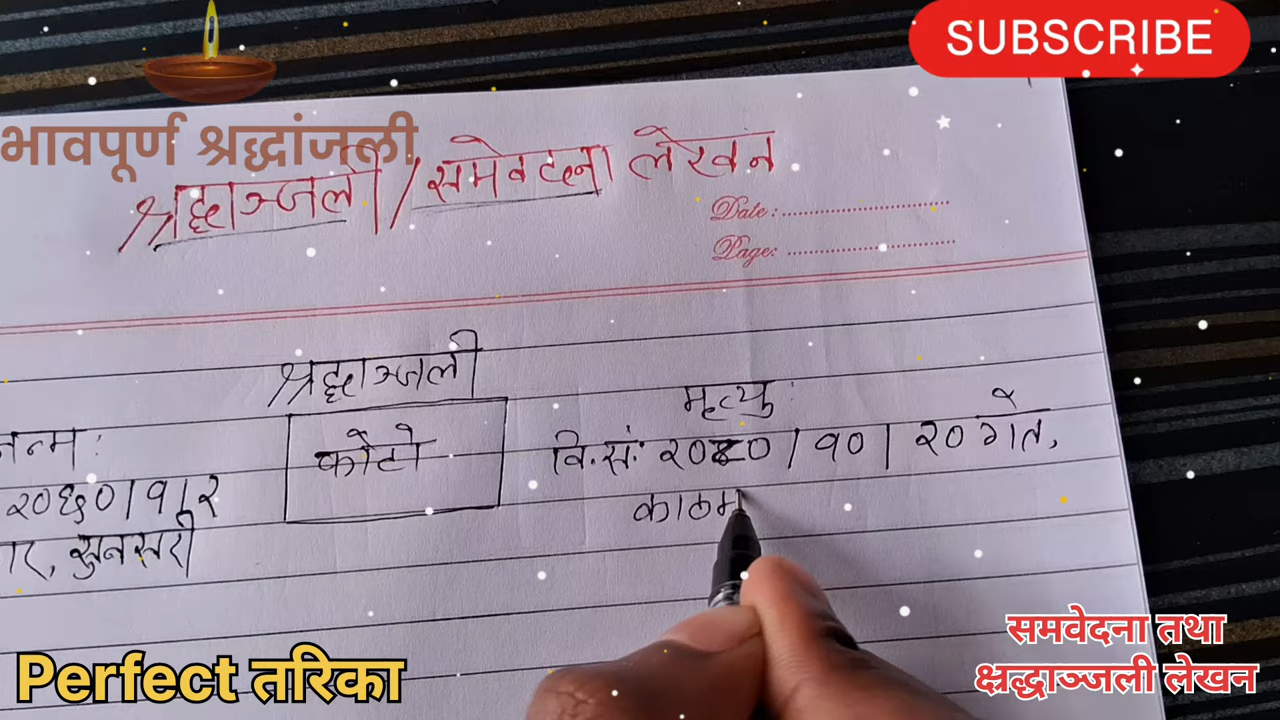 SUBSCRIBE
भावपूर्ण श्रद्धांजली
श्रद्धाञ्जली / समवेदना लेखन
Date:
Page:
श्रद्धाञ्जली
जन्म:
२०६०/१/२
सुनसरी
फोटो
मृत्यु:
वि.सं: २०८०/१०/२० गते,
काठम
Perfect तरिका
समवेदना तथा
क्षद्धाञ्जली लेखन